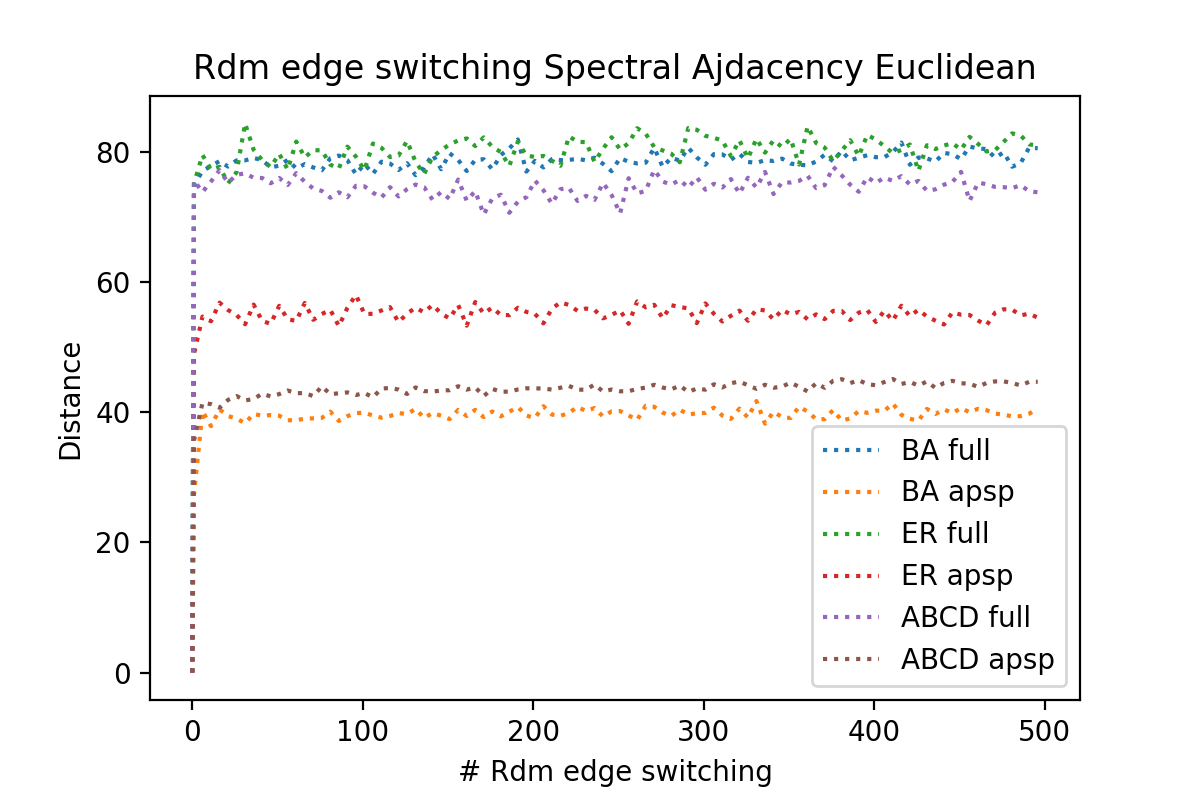 Rdm edge switching Spectral Ajdacency Euclidean
80
60
40
20
0
Distance
BA full
BA apsp
ER full
ER apsp
ABCD full
ABCD apsp
0 100 200 300 400 500
# Rdm edge switching